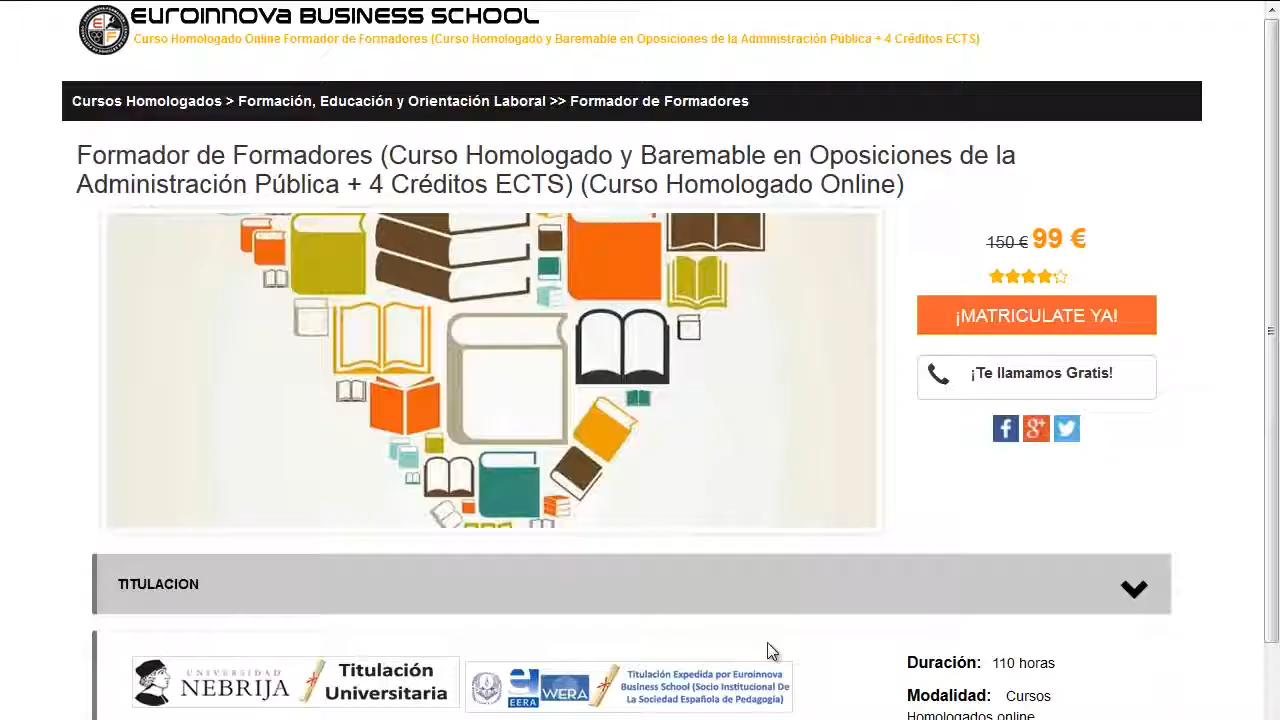 Euroinnova BUSINESS SCHOOL
Curso Homologado Online Formador de Formadores (Curso Homologado y Baremable en Oposiciones de la Administración Pública + 4 Créditos ECTS)
Cursos Homologados > Formación, Educación y Orientación Laboral >> Formador de Formadores
Formador de Formadores (Curso Homologado y Baremable en Oposiciones de la
Administración Pública + 4 Créditos ECTS) (Curso Homologado Online)
150 € 99 €
¡MATRICULATE YA!
¡Te llamamos Gratis!
TITULACION
UNIVERSIDAD
NEBRIJA
Titulación
Universitaria
EERA
WERA
Titulación Expedida por Euroinnova
Business School (Socio Institucional De
La Sociedad Española de Pedagogía)
Duración: 110 horas
Modalidad: Cursos
Homologados online